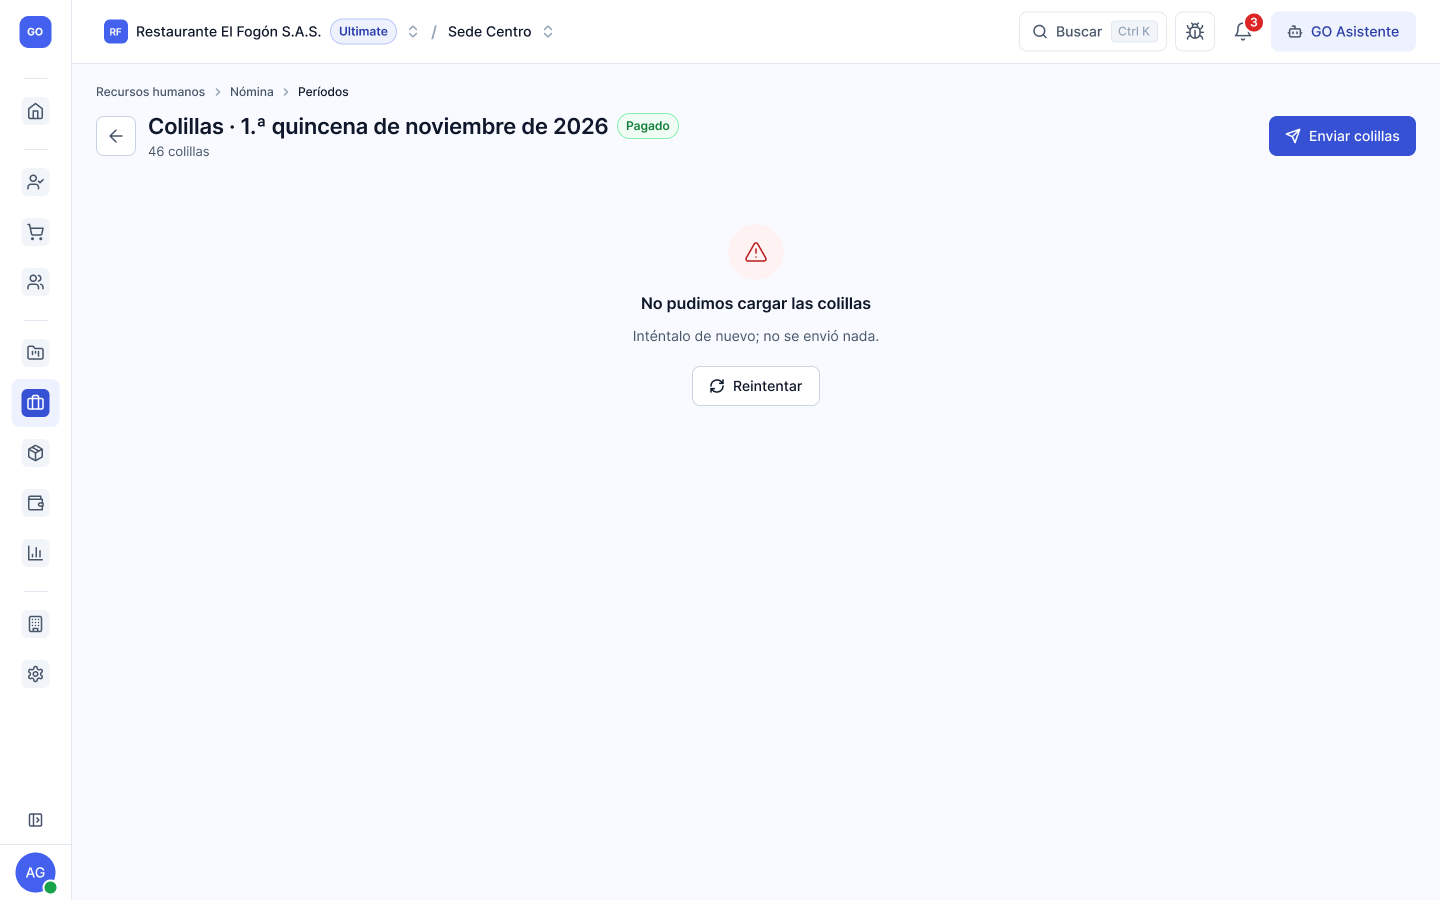 GO
RF Restaurante El Fogón S.A.S. Ultimate / Sede Centro Buscar Ctrl K 3 GO Asistente
Recursos humanos Nómina Períodos
Colillas · 1.ª quincena de noviembre de 2026 Pagado
46 colillas
Enviar colillas
No pudimos cargar las colillas
Inténtalo de nuevo; no se envió nada.
Reintentar
AG